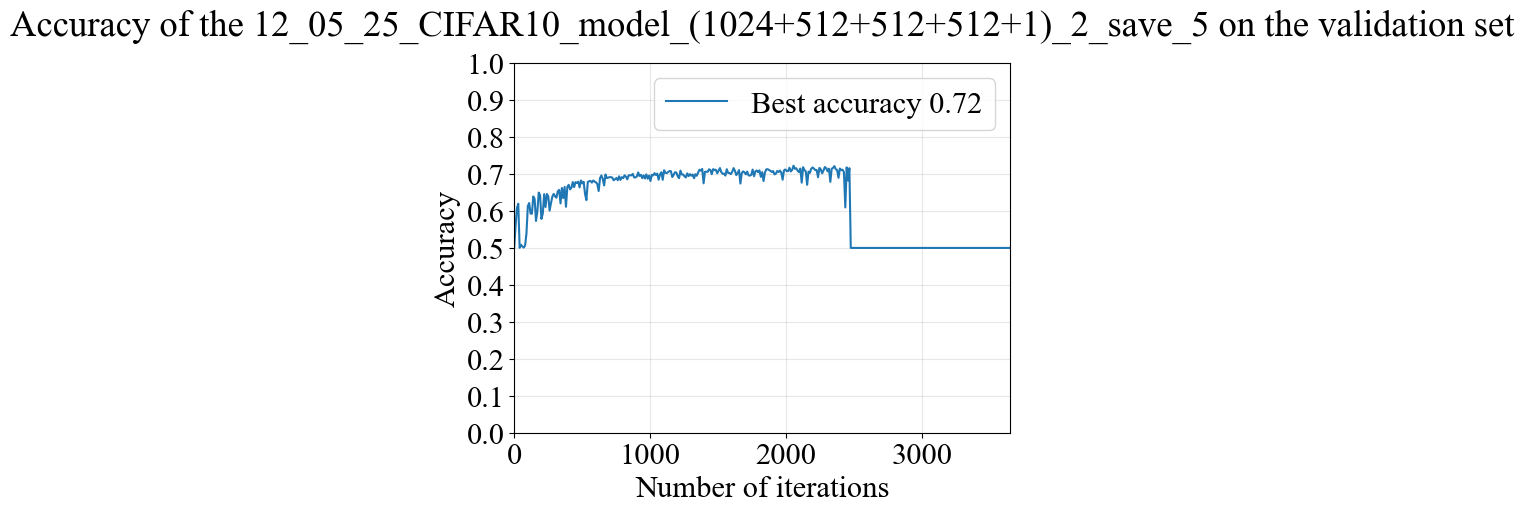 Accuracy of the 12_05_25_CIFAR10_model_(1024+512+512+512+1)_2_save_5 on the validation set
Best accuracy 0.72
Accuracy
1.0
0.9
0.8
0.7
0.6
0.5
0.4
0.3
0.2
0.1
0.0
0 1000 2000 3000
Number of iterations